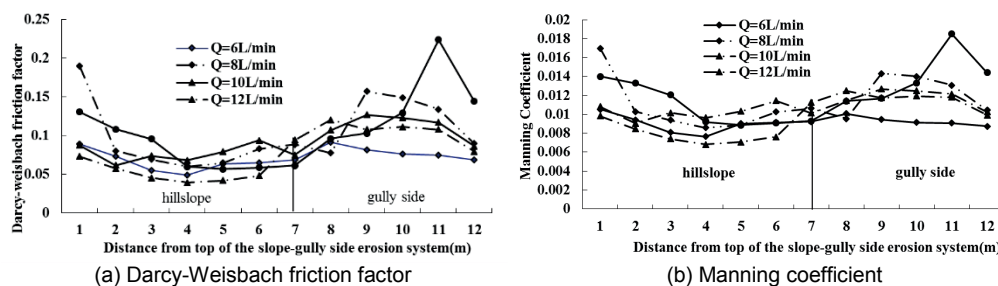 Darcy-weisbach friction factor
0.25
0.2
0.15
0.1
0.05
0
Q=6L/min
Q=8L/min
Q=10L/min
Q=12L/min
hillslope
gully side
1 2 3 4 5 6 7 8 9 10 11 12
Distance from top of the slope-gully side erosion system(m)
(a) Darcy-Weisbach friction factor
Manning Coefficient
0.02
0.018
0.016
0.014
0.012
0.01
0.008
0.006
0.004
0.002
0
Q=6L/min
Q=8L/min
Q=10L/min
Q=12L/min
hillslope
gully side
1 2 3 4 5 6 7 8 9 10 11 12
Distance from top of the slope-gully side erosion system(m)
(b) Manning coefficient